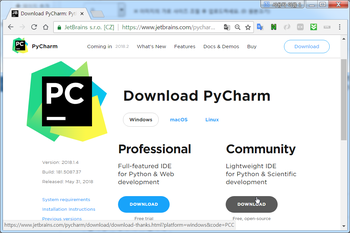 Download PyCharm: Pyt
JetBrains s.r.o. [CZ] https://www.jetbrains.com/pychar
PyCharm
Coming in 2018.2 What's New Features Docs & Demos Buy Download
PC
Download PyCharm
Windows macOS Linux
Professional
Full-featured IDE
for Python & Web
development
DOWNLOAD
Free trial
Community
Lightweight IDE
for Python & Scientific
development
DOWNLOAD
Free, open-source
Version: 2018.1.4
Build: 181.5087.37
Released: May 31, 2018
System requirements
Installation instructions
Previous versions
https://www.jetbrains.com/pycharm/download/download-thanks.html?platform=windows&code=PCC